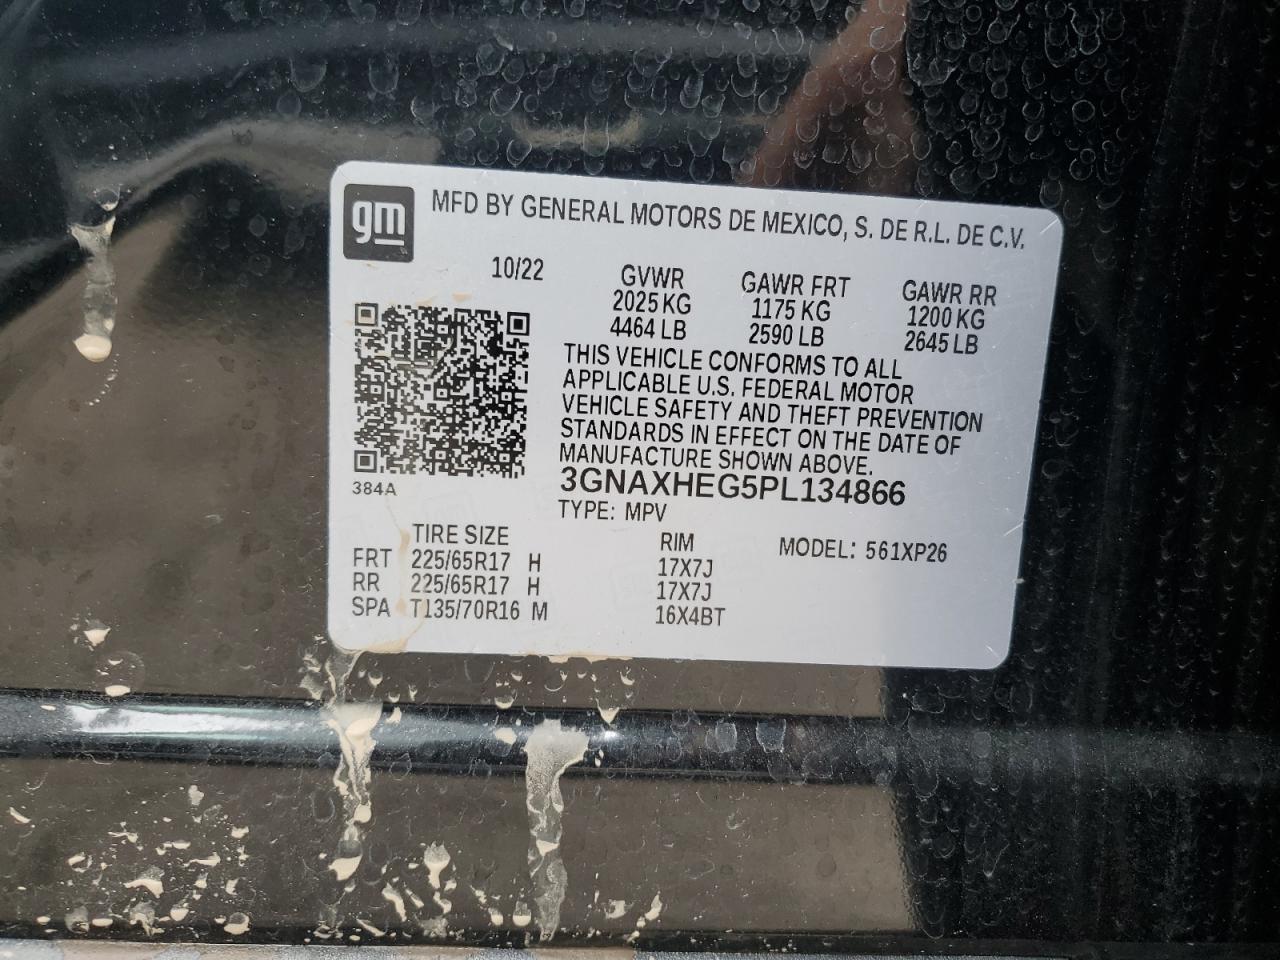 gm
MFD BY GENERAL MOTORS DE MEXICO, S. DE R.L. DE C.V.
10/22
GVWR GAWR FRT GAWR RR
2025 KG 1175 KG 1200 KG
4464 LB 2590 LB 2645 LB
THIS VEHICLE CONFORMS TO ALL
APPLICABLE U.S. FEDERAL MOTOR
VEHICLE SAFETY AND THEFT PREVENTION
STANDARDS IN EFFECT ON THE DATE OF
MANUFACTURE SHOWN ABOVE.
384A
3GNAXHEG5PL134866
TYPE: MPV
TIRE SIZE RIM MODEL: 561XP26
FRT 225/65R17 H 17X7J
RR 225/65R17 H 17X7J
SPA T135/70R16 M 16X4BT